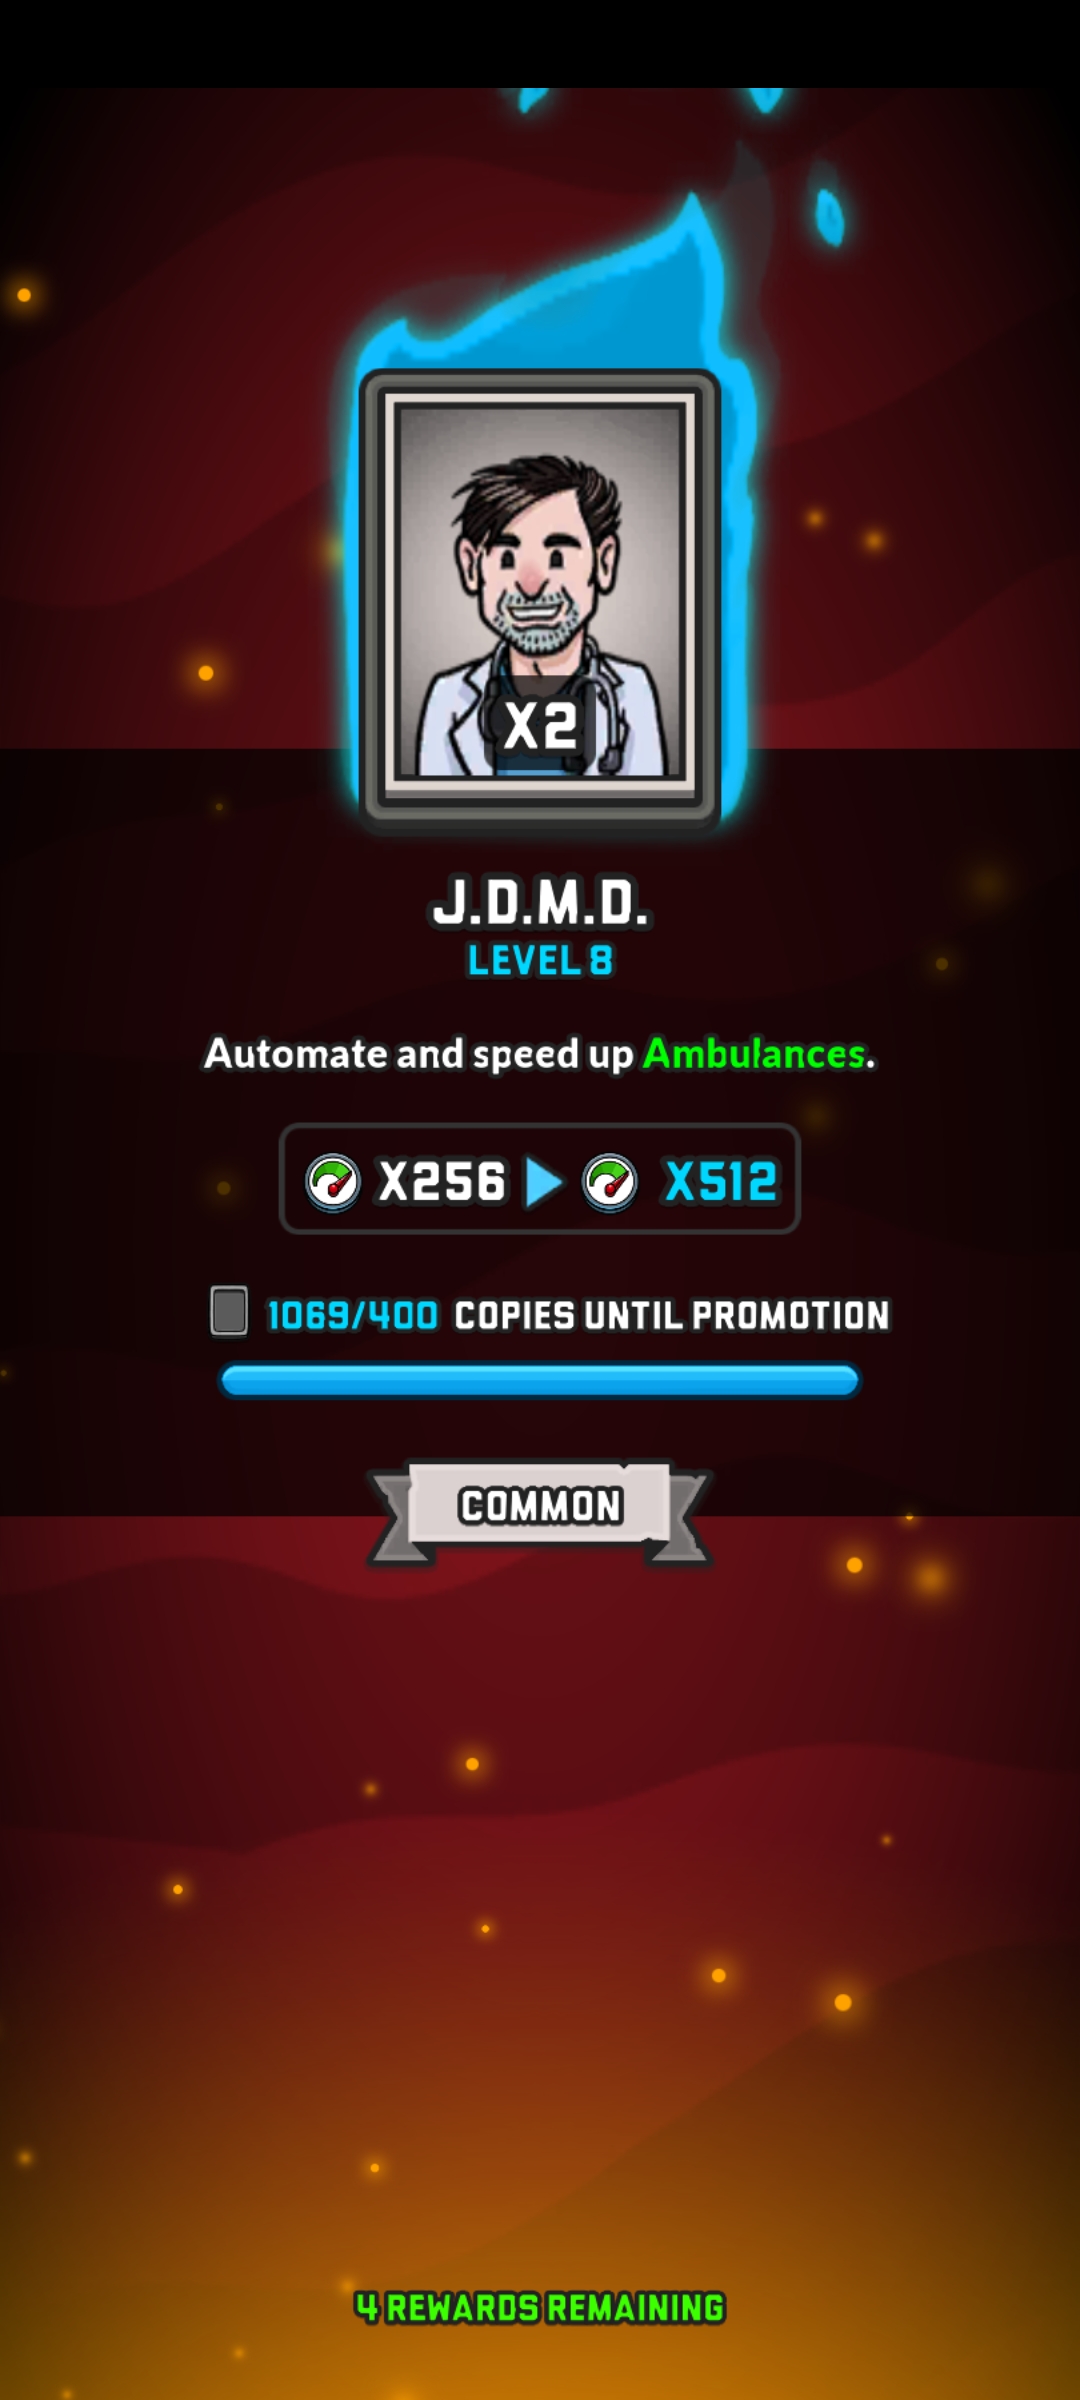 X2
J.D.M.D.
LEVEL 8
Automate and speed up Ambulances.
X256 X512
1069/400 COPIES UNTIL PROMOTION
COMMON
4 REWARDS REMAINING